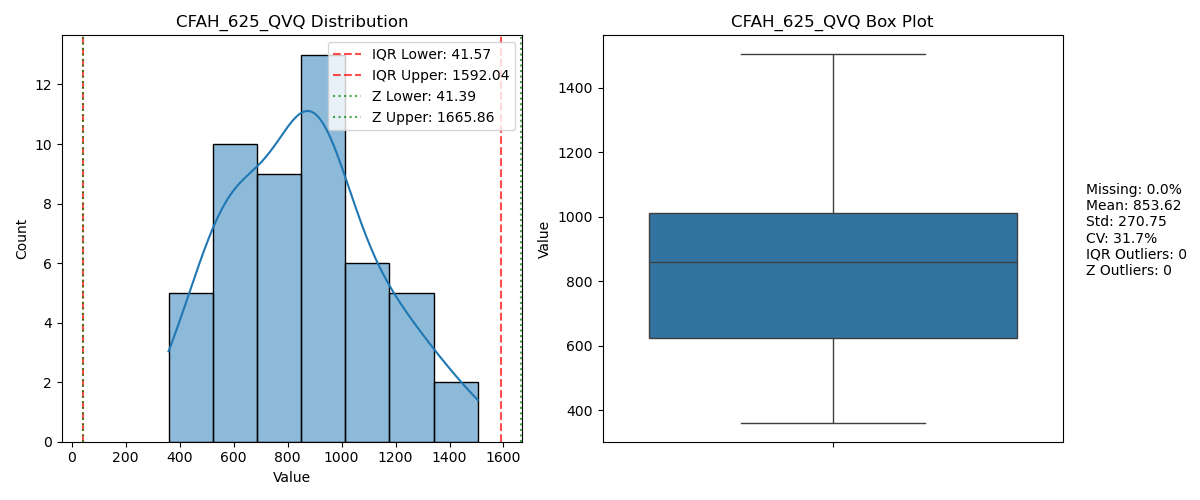 CFAH_625_QVQ Distribution
IQR Lower: 41.57
IQR Upper: 1592.04
Z Lower: 41.39
Z Upper: 1665.86
Count
12
10
8
6
4
2
0
0 200 400 600 800 1000 1200 1400 1600
Value
CFAH_625_QVQ Box Plot
Value
1400
1200
1000
800
600
400
Missing: 0.0%
Mean: 853.62
Std: 270.75
CV: 31.7%
IQR Outliers: 0
Z Outliers: 0